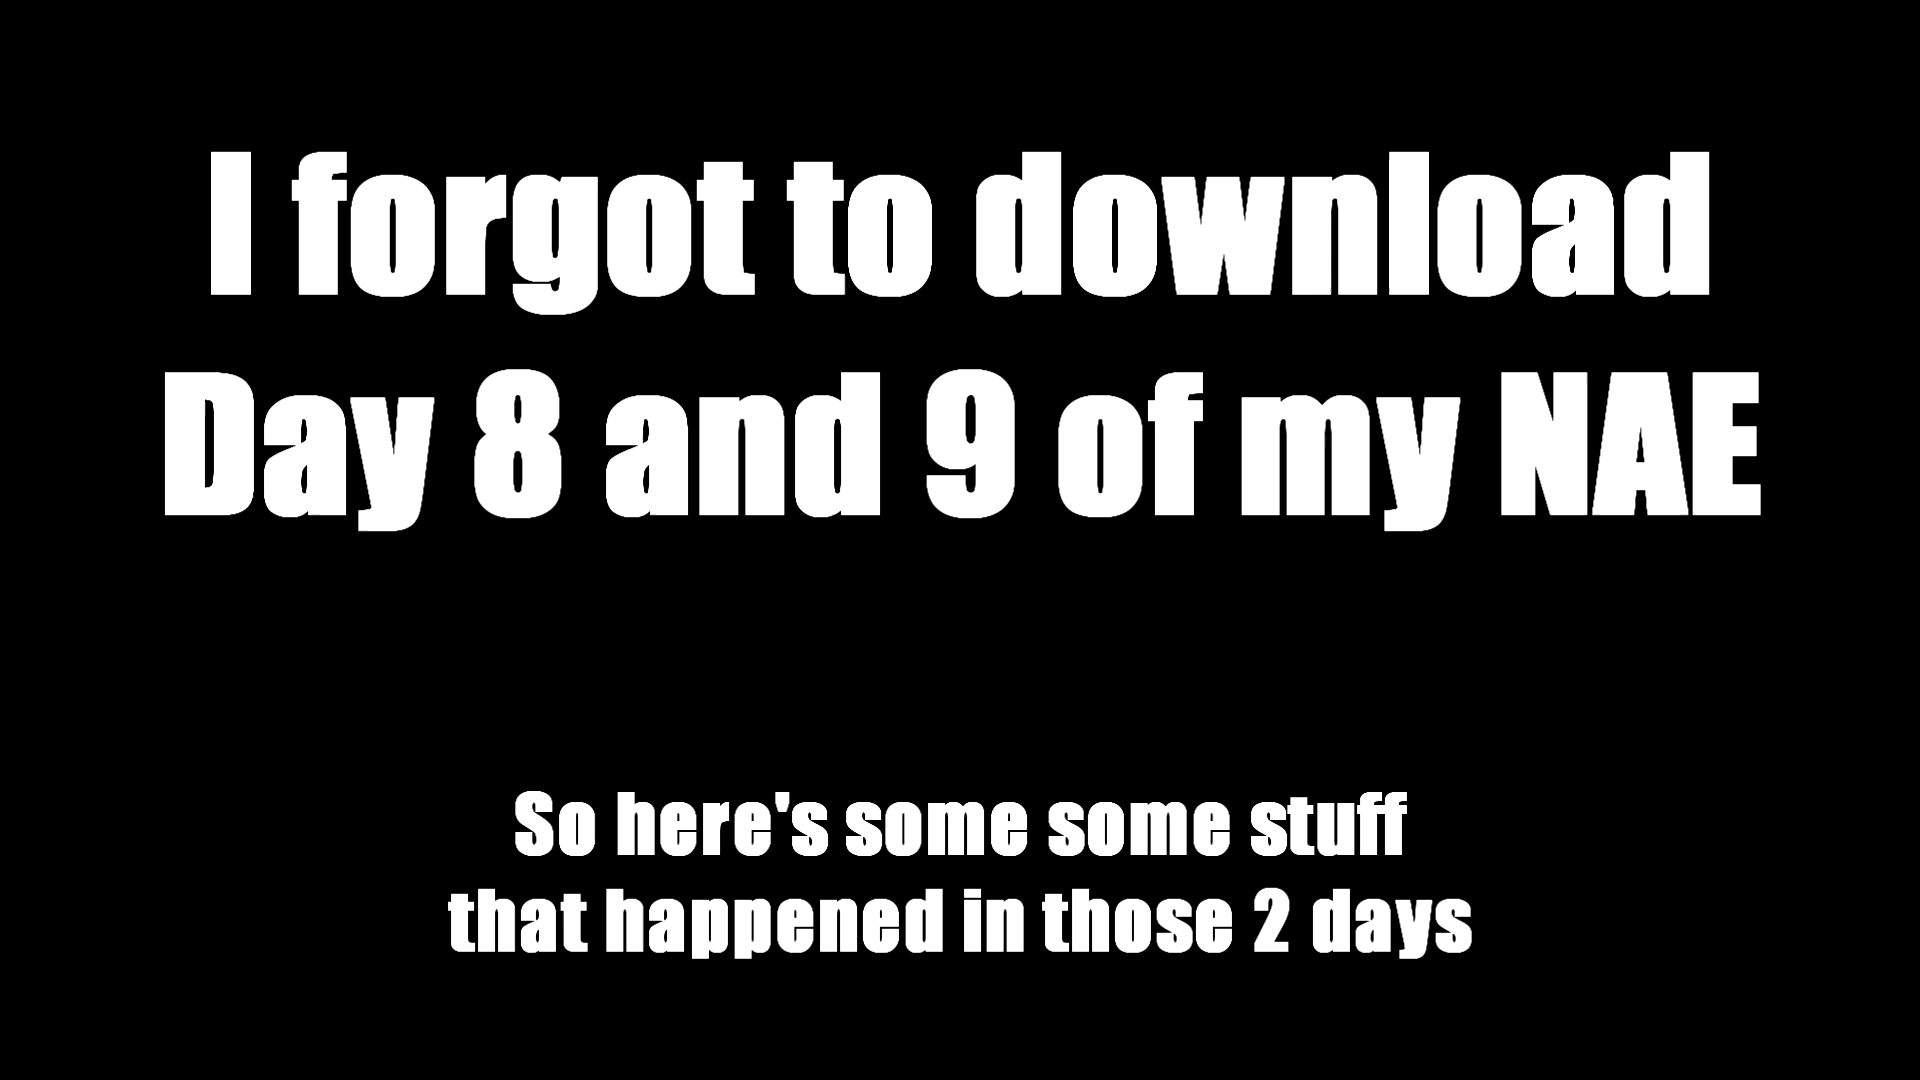 I forgot to download
Day 8 and 9 of my NAE
So here's some some stuff
that happened in those 2 days